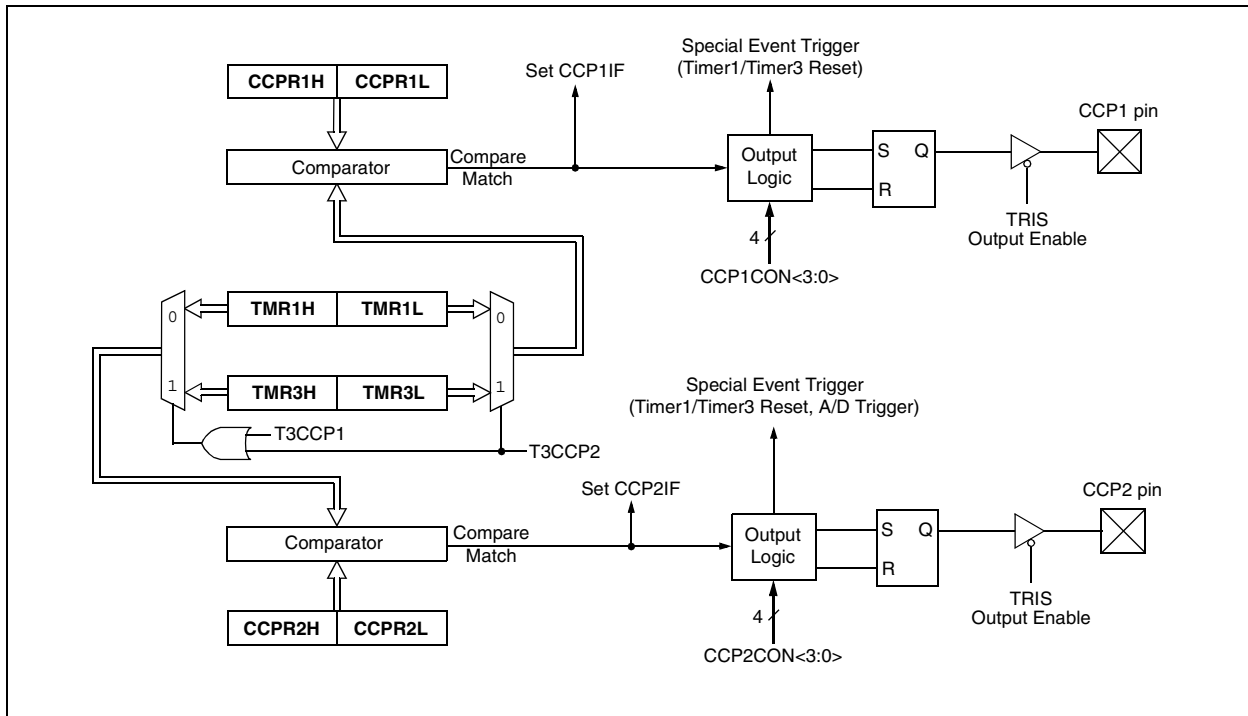 Special Event Trigger
(Timer1/Timer3 Reset)
Set CCP1IF
CCPR1H CCPR1L
CCP1 pin
Comparator
Compare
Match
Output
Logic
S Q
R
TRIS
Output Enable
4
CCP1CON<3:0>
0 TMR1H TMR1L 0
1 TMR3H TMR3L 1
T3CCP1
T3CCP2
Special Event Trigger
(Timer1/Timer3 Reset, A/D Trigger)
Set CCP2IF
CCP2 pin
Comparator
Compare
Match
Output
Logic
S Q
R
TRIS
Output Enable
4
CCPR2H CCPR2L
CCP2CON<3:0>